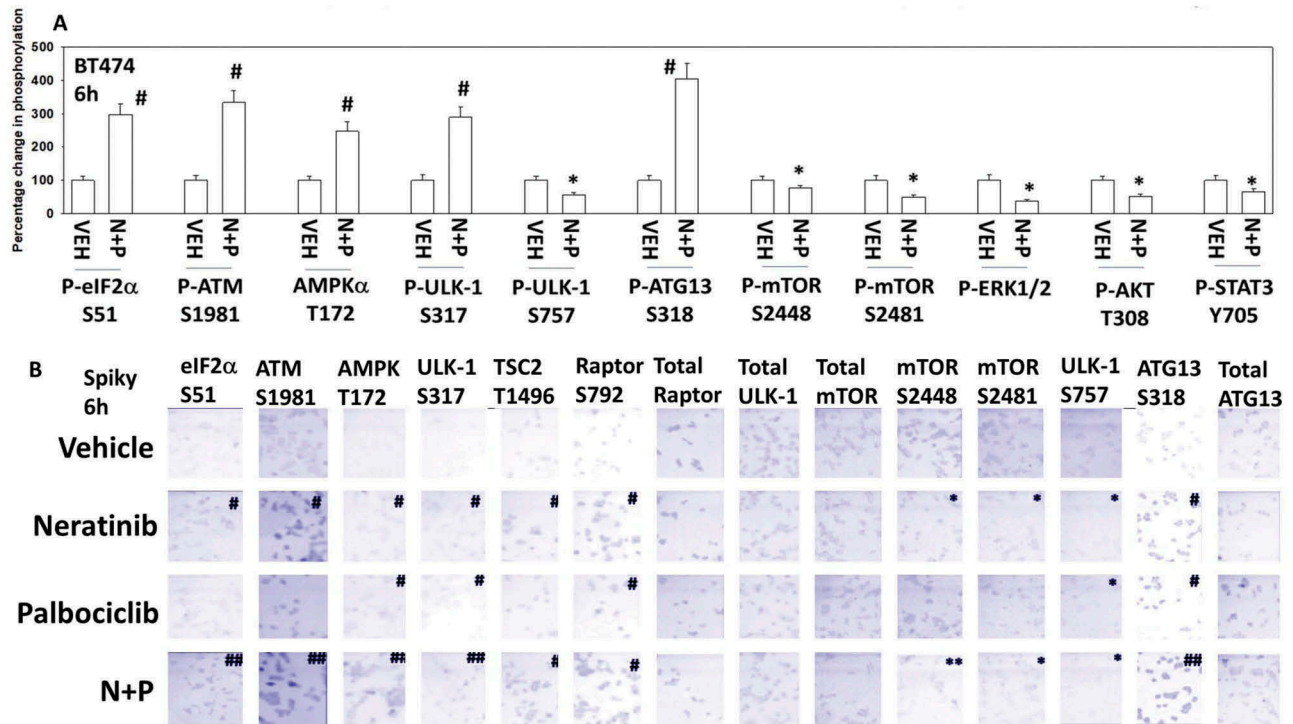 A
Percentage change in phosphorylation
500
400
300
200
100
0
BT474
6h
# # # # * # * * * * *
VEH N+P VEH N+P VEH N+P VEH N+P VEH N+P VEH N+P VEH N+P VEH N+P VEH N+P VEH N+P VEH N+P
P-eIF2α P-ATM AMPKα P-ULK-1 P-ULK-1 P-ATG13 P-mTOR P-mTOR P-ERK1/2 P-AKT P-STAT3
S51 S1981 T172 S317 S757 S318 S2448 S2481 T308 Y705
B
Spiky
6h
eIF2α ATM AMPK ULK-1 TSC2 Raptor Total Total Total mTOR mTOR ULK-1 ATG13 Total
S51 S1981 T172 S317 T1496 S792 Raptor ULK-1 mTOR S2448 S2481 S757 S318 ATG13
Vehicle
Neratinib # # # # # # * * * #
Palbociclib # # # * #
N+P ## ## ## ## # # ** * * ##